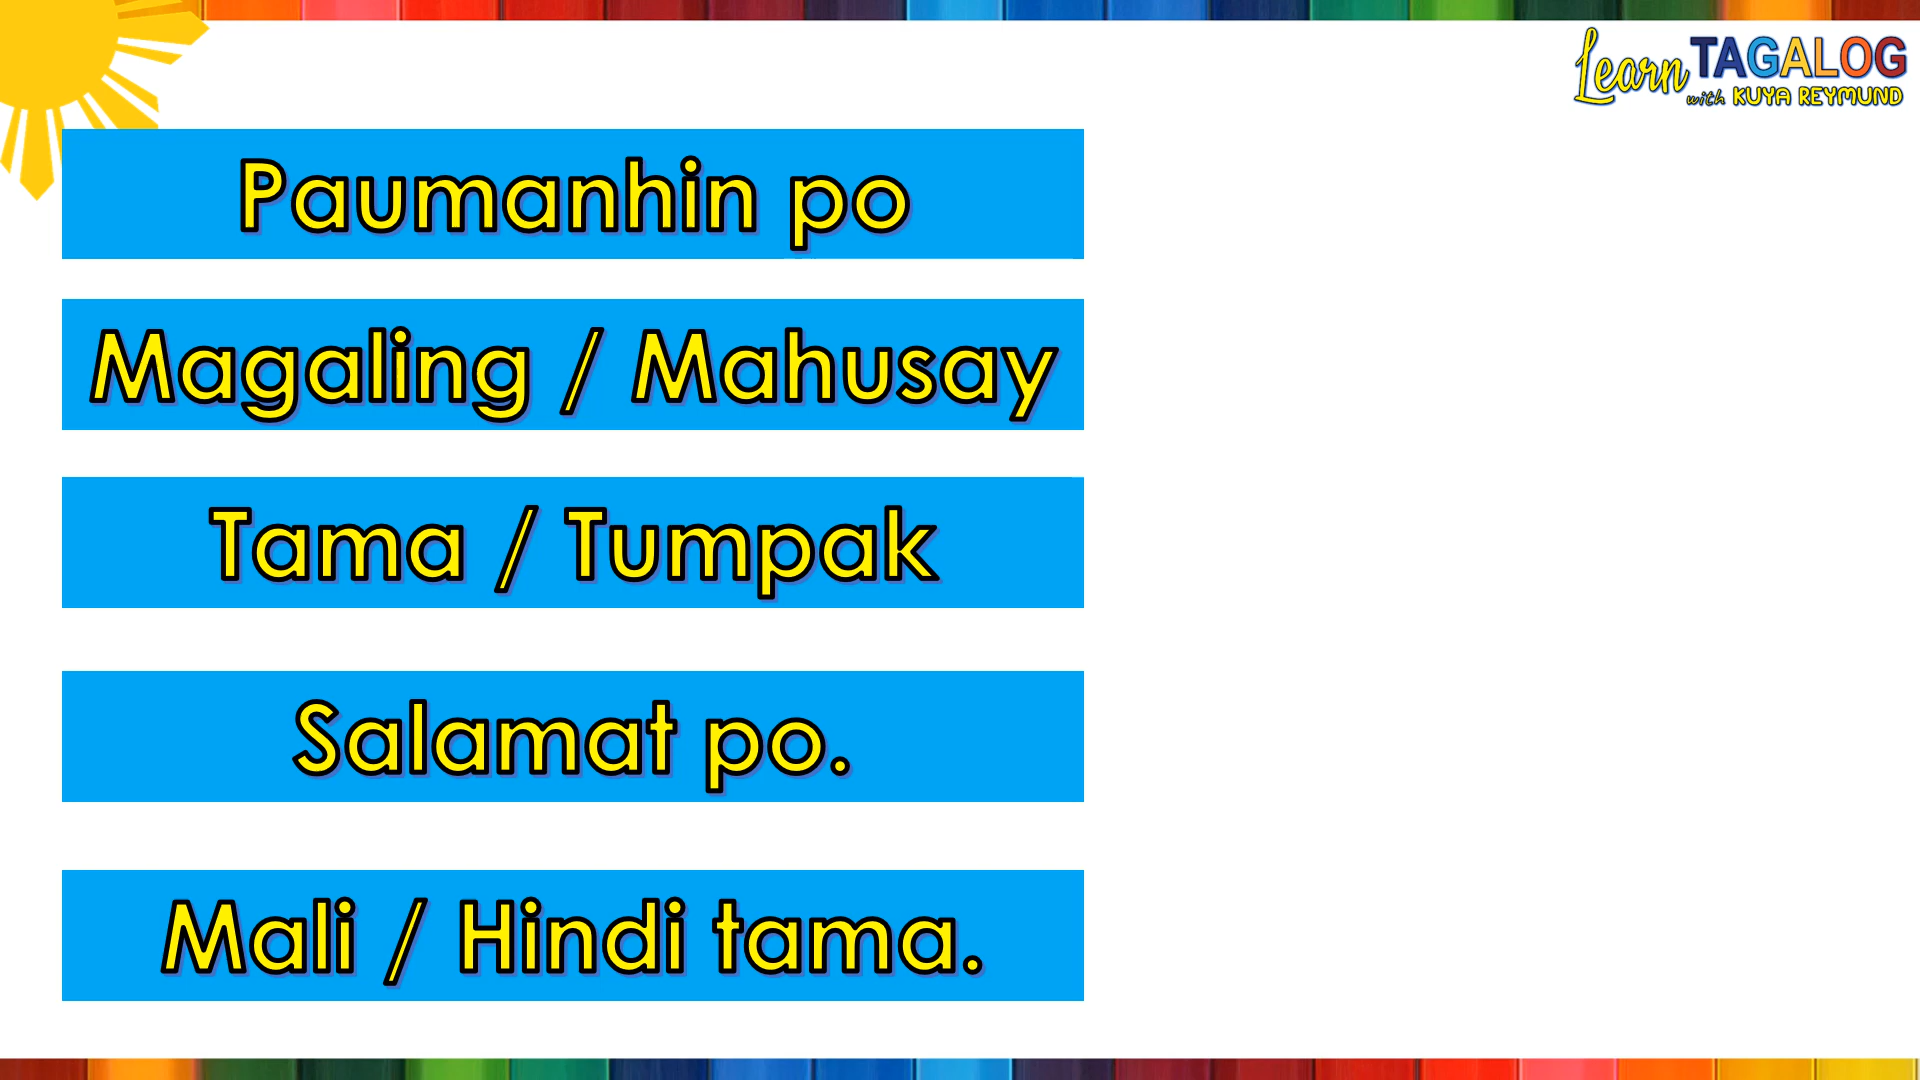 Learn TAGALOG
with KUYA REYMUND
Paumanhin po
Magaling / Mahusay
Tama / Tumpak
Salamat po.
Mali / Hindi tama.